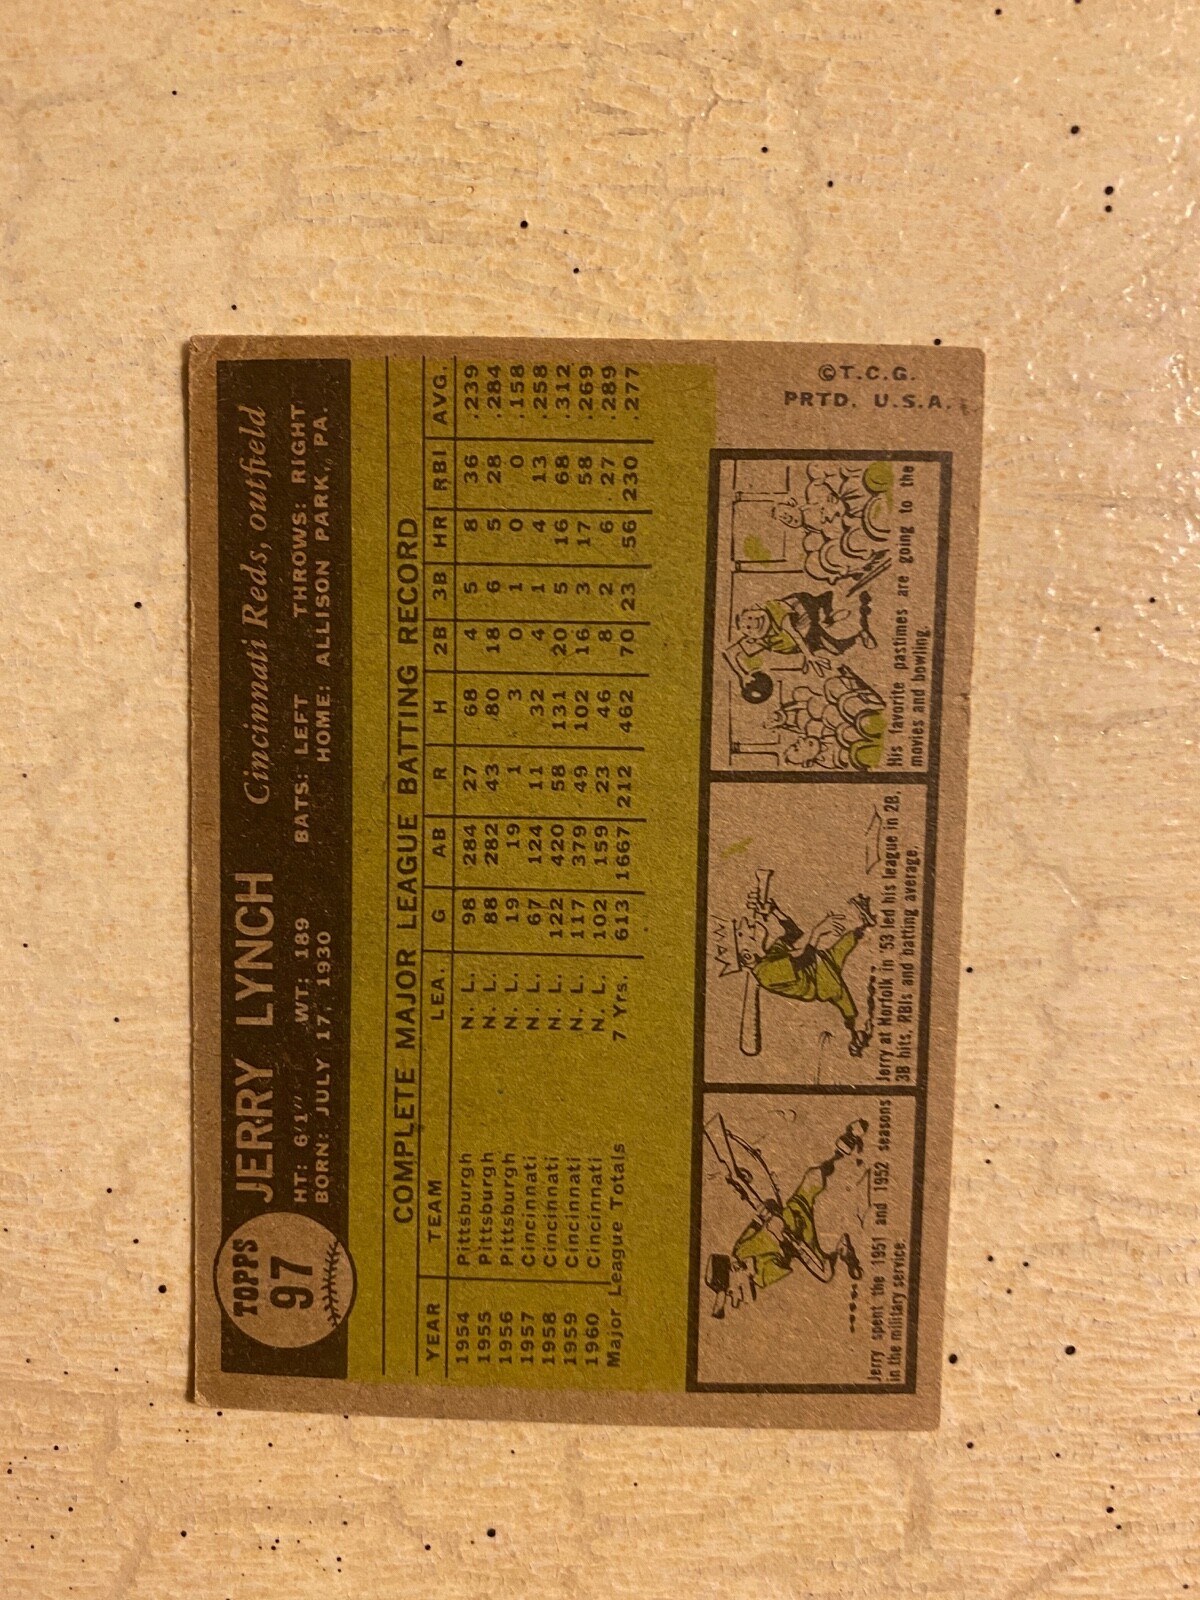 TOPPS
97
JERRY LYNCH Cincinnati Reds, outfield
HT: 6'1" WT: 189 BATS: LEFT THROWS: RIGHT
BORN: JULY 17, 1930 HOME: ALLISON PARK, PA.
COMPLETE MAJOR LEAGUE BATTING RECORD
YEAR TEAM LEA. G AB R H 2B 3B HR RBI AVG.
1954 Pittsburgh N. L. 98 284 27 68 4 5 8 36 .239
1955 Pittsburgh N. L. 88 282 43 80 18 6 5 28 .284
1956 Pittsburgh N. L. 19 19 1 3 0 1 0 0 .158
1957 Cincinnati N. L. 67 124 11 32 4 1 4 13 .258
1958 Cincinnati N. L. 122 420 58 131 20 5 16 68 .312
1959 Cincinnati N. L. 117 379 49 102 16 3 17 58 .269
1960 Cincinnati N. L. 102 159 23 46 8 2 6 27 .289
Major League Totals 7 Yrs. 613 1667 212 462 70 23 56 230 .277
Jerry spent the 1951 and 1952 seasons
in the military service.
Jerry at Norfolk in '53 led his league in 2B,
3B hits, RBIs and batting average.
His favorite pastimes are going to the
movies and bowling.
©T.C.G.
PRTD. U.S.A.